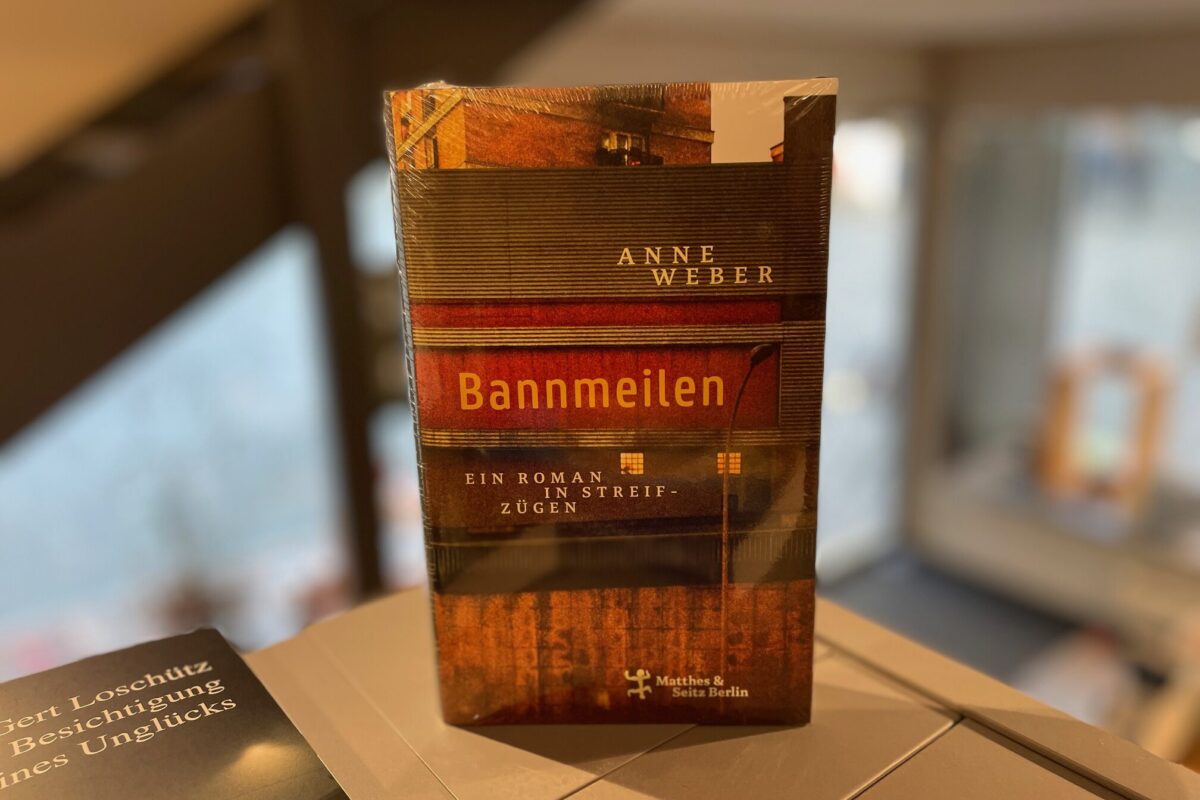 ANNE
WEBER
Bannmeilen
EIN ROMAN
IN STREIF-
ZÜGEN
Matthes &
Seitz Berlin
Gert Loschütz
Besichtigung
eines Unglücks